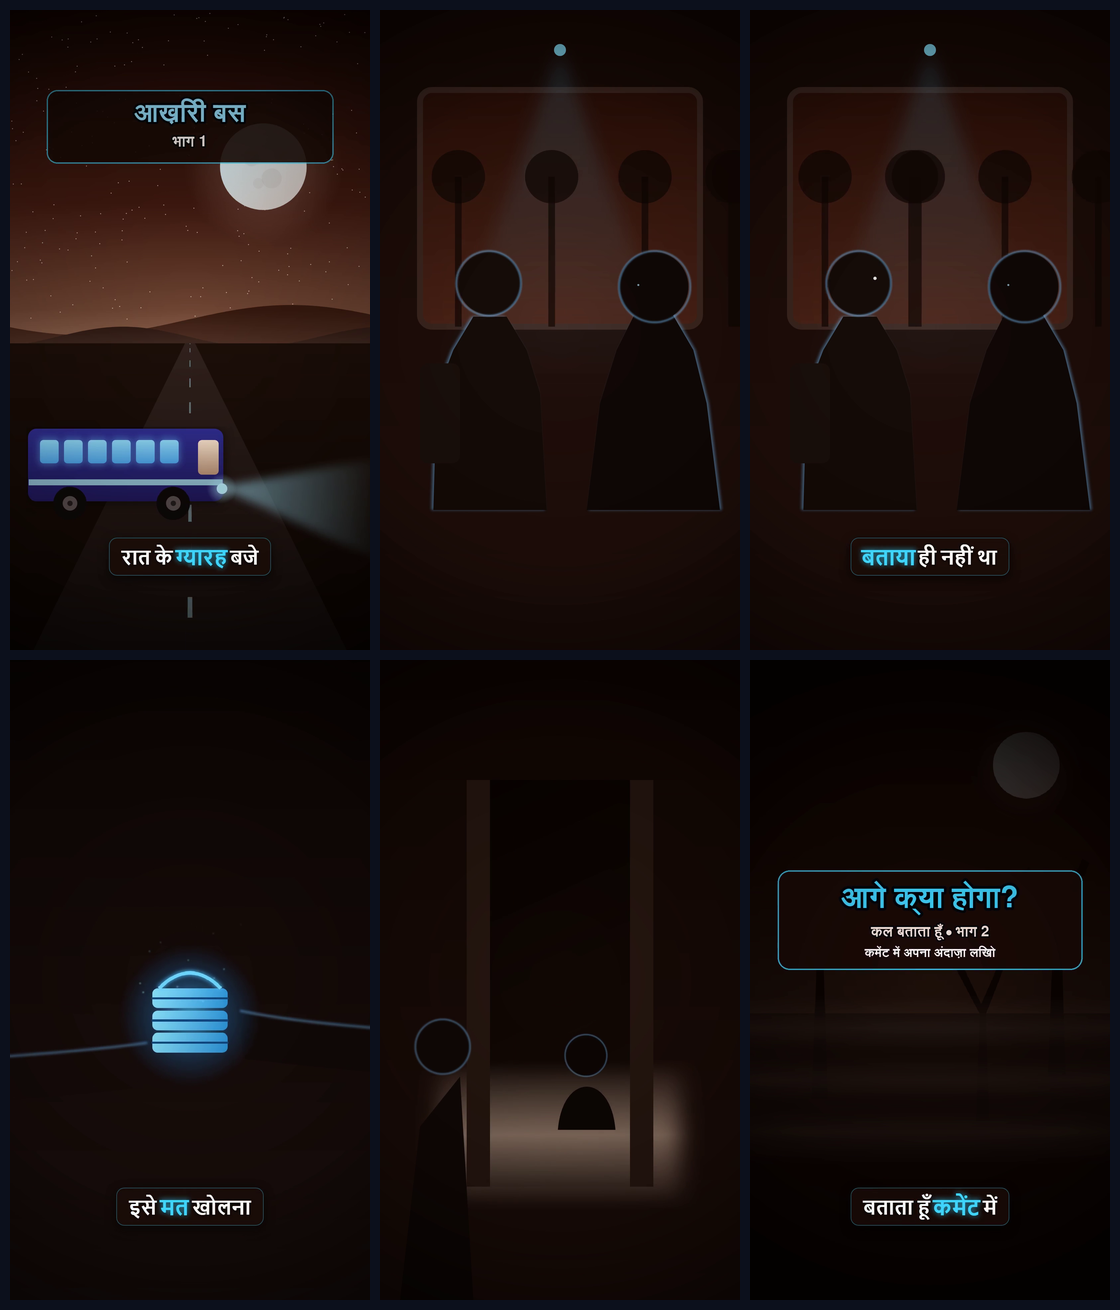 आख़िरी बस
भाग 1
रात के ग्यारह बजे
बताया ही नहीं था
इसे मत खोलना
आगे क्या होगा?
कल बताता हूँ • भाग 2
कमेंट में अपना अंदाज़ा लिखो
बताता हूँ कमेंट में